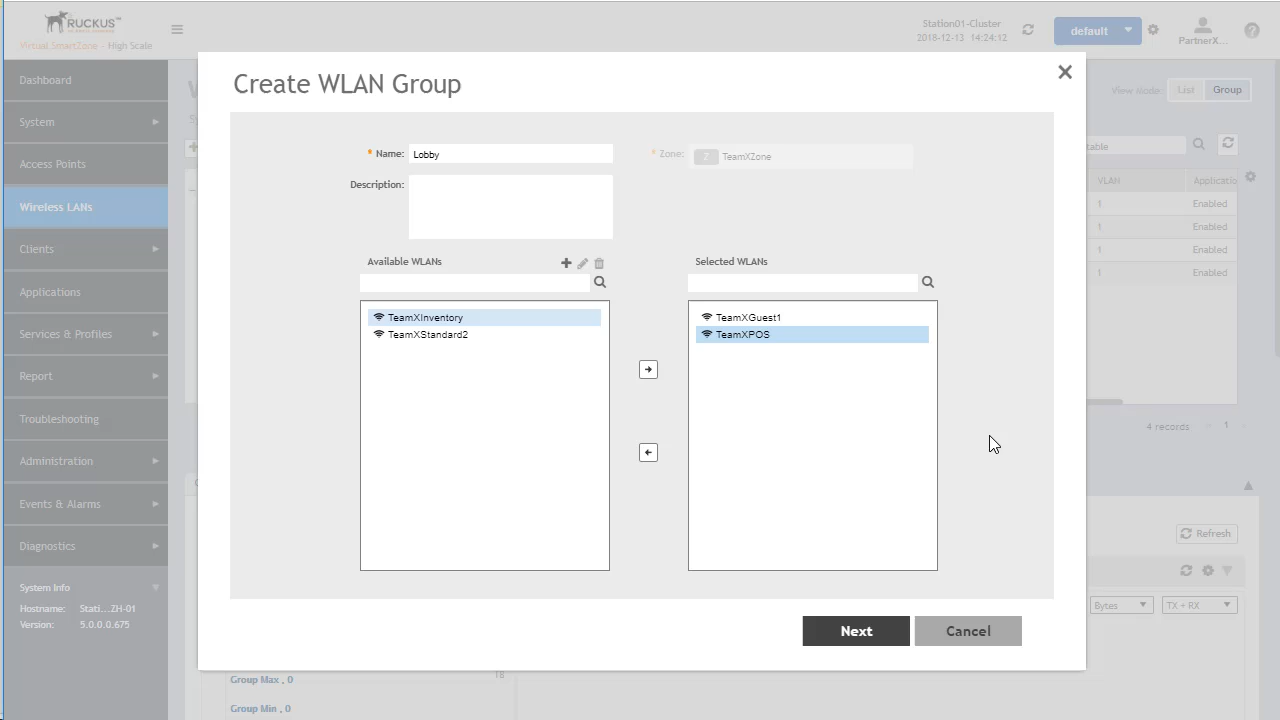 RUCKUS
Virtual SmartZone - High Scale
Station01-Cluster
2018-12-13 14:24:12
default
PartnerX...
Dashboard
System
Access Points
Wireless LANs
Clients
Applications
Services & Profiles
Report
Troubleshooting
Administration
Events & Alarms
Diagnostics
System Info
Hostname: Stati...ZH-01
Version: 5.0.0.0.675
Create WLAN Group
* Name: Lobby
* Zone: Z TeamXZone
Description:
Available WLANs
TeamXInventory
TeamXStandard2
Selected WLANs
TeamXGuest1
TeamXPOS
Next
Cancel
View Mode: List Group
table
VLAN Applicatio
1 Enabled
1 Enabled
1 Enabled
1 Enabled
4 records 1
Refresh
Bytes TX + RX
Group Max , 0
Group Min , 0